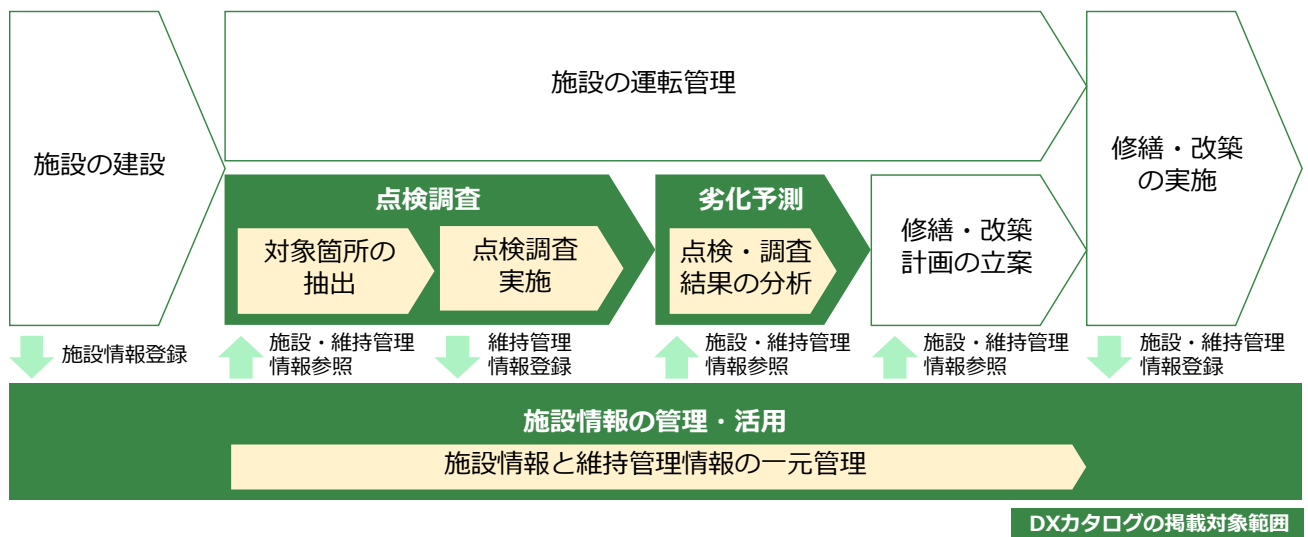 施設の建設
施設の運転管理
点検調査
対象箇所の
抽出
点検調査
実施
劣化予測
点検・調査
結果の分析
修繕・改築
計画の立案
修繕・改築
の実施
施設情報登録
施設・維持管理
情報参照
維持管理
情報登録
施設・維持管理
情報参照
施設・維持管理
情報参照
施設・維持管理
情報登録
施設情報の管理・活用
施設情報と維持管理情報の一元管理
DXカタログの掲載対象範囲